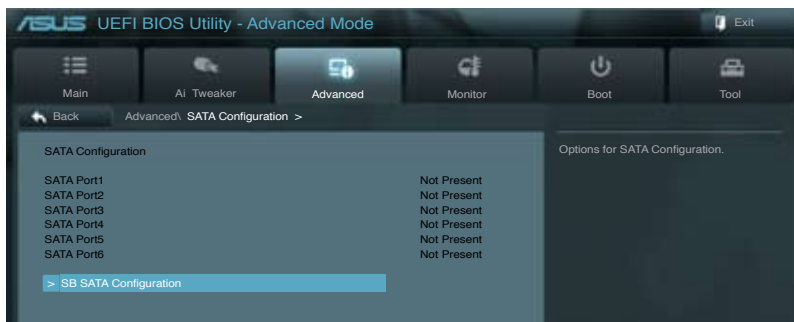 ASUS UEFI BIOS Utility - Advanced Mode Exit
Main Ai Tweaker Advanced Monitor Boot Tool
Back Advanced\ SATA Configuration >
SATA Configuration
SATA Port1 Not Present
SATA Port2 Not Present
SATA Port3 Not Present
SATA Port4 Not Present
SATA Port5 Not Present
SATA Port6 Not Present
> SB SATA Configuration
Options for SATA Configuration.